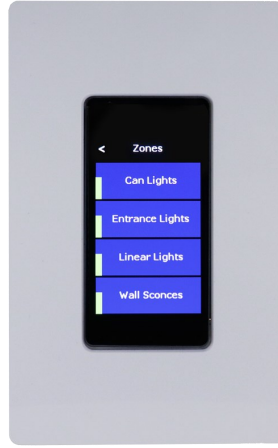 < Zones
Can Lights
Entrance Lights
Linear Lights
Wall Sconces